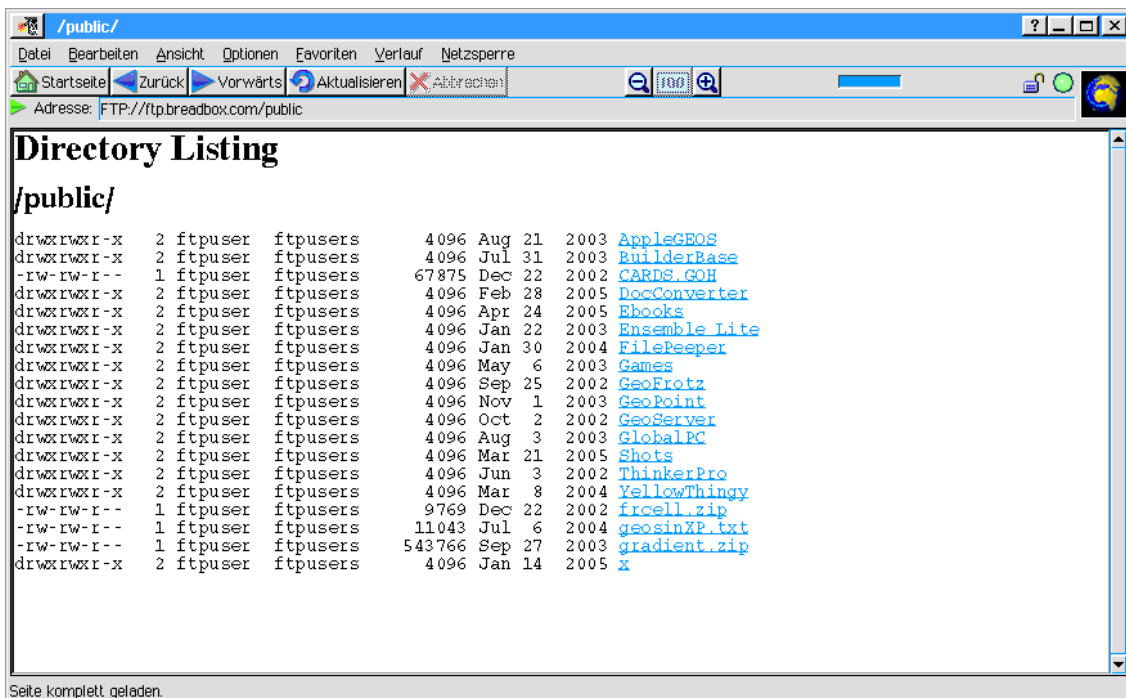 /public/
Datei Bearbeiten Ansicht Optionen Favoriten Verlauf Netzsperre
Startseite Zurück Vorwärts Aktualisieren Abbrechen 100
Adresse: FTP://ftp.breadbox.com/public
Directory Listing
/public/
drwxrwxr-x 2 ftpuser ftpusers 4096 Aug 21 2003 AppleGEOS
drwxrwxr-x 2 ftpuser ftpusers 4096 Jul 31 2003 BuilderBase
-rw-rw-r-- 1 ftpuser ftpusers 67875 Dec 22 2002 CARDS.GOH
drwxrwxr-x 2 ftpuser ftpusers 4096 Feb 28 2005 DocConverter
drwxrwxr-x 2 ftpuser ftpusers 4096 Apr 24 2005 Ebooks
drwxrwxr-x 2 ftpuser ftpusers 4096 Jan 22 2003 Ensemble Lite
drwxrwxr-x 2 ftpuser ftpusers 4096 Jan 30 2004 FilePeeper
drwxrwxr-x 2 ftpuser ftpusers 4096 May 6 2003 Games
drwxrwxr-x 2 ftpuser ftpusers 4096 Sep 25 2002 GeoFrotz
drwxrwxr-x 2 ftpuser ftpusers 4096 Nov 1 2003 GeoPoint
drwxrwxr-x 2 ftpuser ftpusers 4096 Oct 2 2002 GeoServer
drwxrwxr-x 2 ftpuser ftpusers 4096 Aug 3 2003 GlobalPC
drwxrwxr-x 2 ftpuser ftpusers 4096 Mar 21 2005 Shots
drwxrwxr-x 2 ftpuser ftpusers 4096 Jun 3 2002 ThinkerPro
drwxrwxr-x 2 ftpuser ftpusers 4096 Mar 8 2004 YellowThingy
-rw-rw-r-- 1 ftpuser ftpusers 9769 Dec 22 2002 frcell.zip
-rw-rw-r-- 1 ftpuser ftpusers 11043 Jul 6 2004 geosinXP.txt
-rw-rw-r-- 1 ftpuser ftpusers 543766 Sep 27 2003 gradient.zip
drwxrwxr-x 2 ftpuser ftpusers 4096 Jan 14 2005 x
Seite komplett geladen.